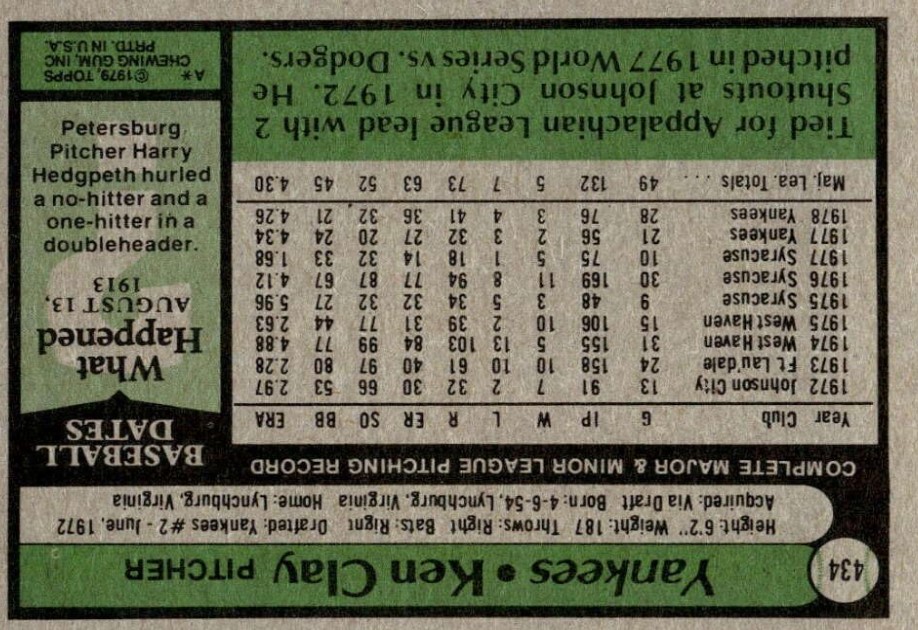 434
Yankees • Ken Clay PITCHER
Height: 6'2" Weight: 187 Throws: Right Bats: Right Drafted: Yankees #2 - June, 1972
Acquired: Via Draft Born: 4-6-54, Lynchburg, Virginia Home: Lynchburg, Virginia
COMPLETE MAJOR & MINOR LEAGUE PITCHING RECORD
Year Club G IP W L R ER SO BB ERA
1972 Johnson City 13 91 7 2 32 30 66 53 2.97
1973 Ft. Lau'dale 24 158 10 10 61 40 97 80 2.28
1974 West Haven 31 155 5 13 103 84 99 77 4.88
1975 West Haven 15 106 10 2 39 31 77 44 2.63
1975 Syracuse 9 48 3 5 34 32 32 27 5.96
1976 Syracuse 30 169 11 8 94 77 87 67 4.12
1977 Syracuse 10 75 5 1 18 14 32 33 1.68
1977 Yankees 21 56 2 3 32 27 20 24 4.34
1978 Yankees 28 76 3 4 41 36 32 21 4.26
Maj. Lea. Totals .... 49 132 5 7 73 63 52 45 4.30
Tied for Appalachian League lead with 2
Shutouts at Johnson City in 1972. He
pitched in 1977 World Series vs. Dodgers.
BASEBALL
DATES
What
Happened
AUGUST 13,
1913
Petersburg
Pitcher Harry
Hedgpeth hurled
a no-hitter and a
one-hitter in a
doubleheader.
A* ©1979, TOPPS
CHEWING GUM, INC
PRTD. IN U.S.A.